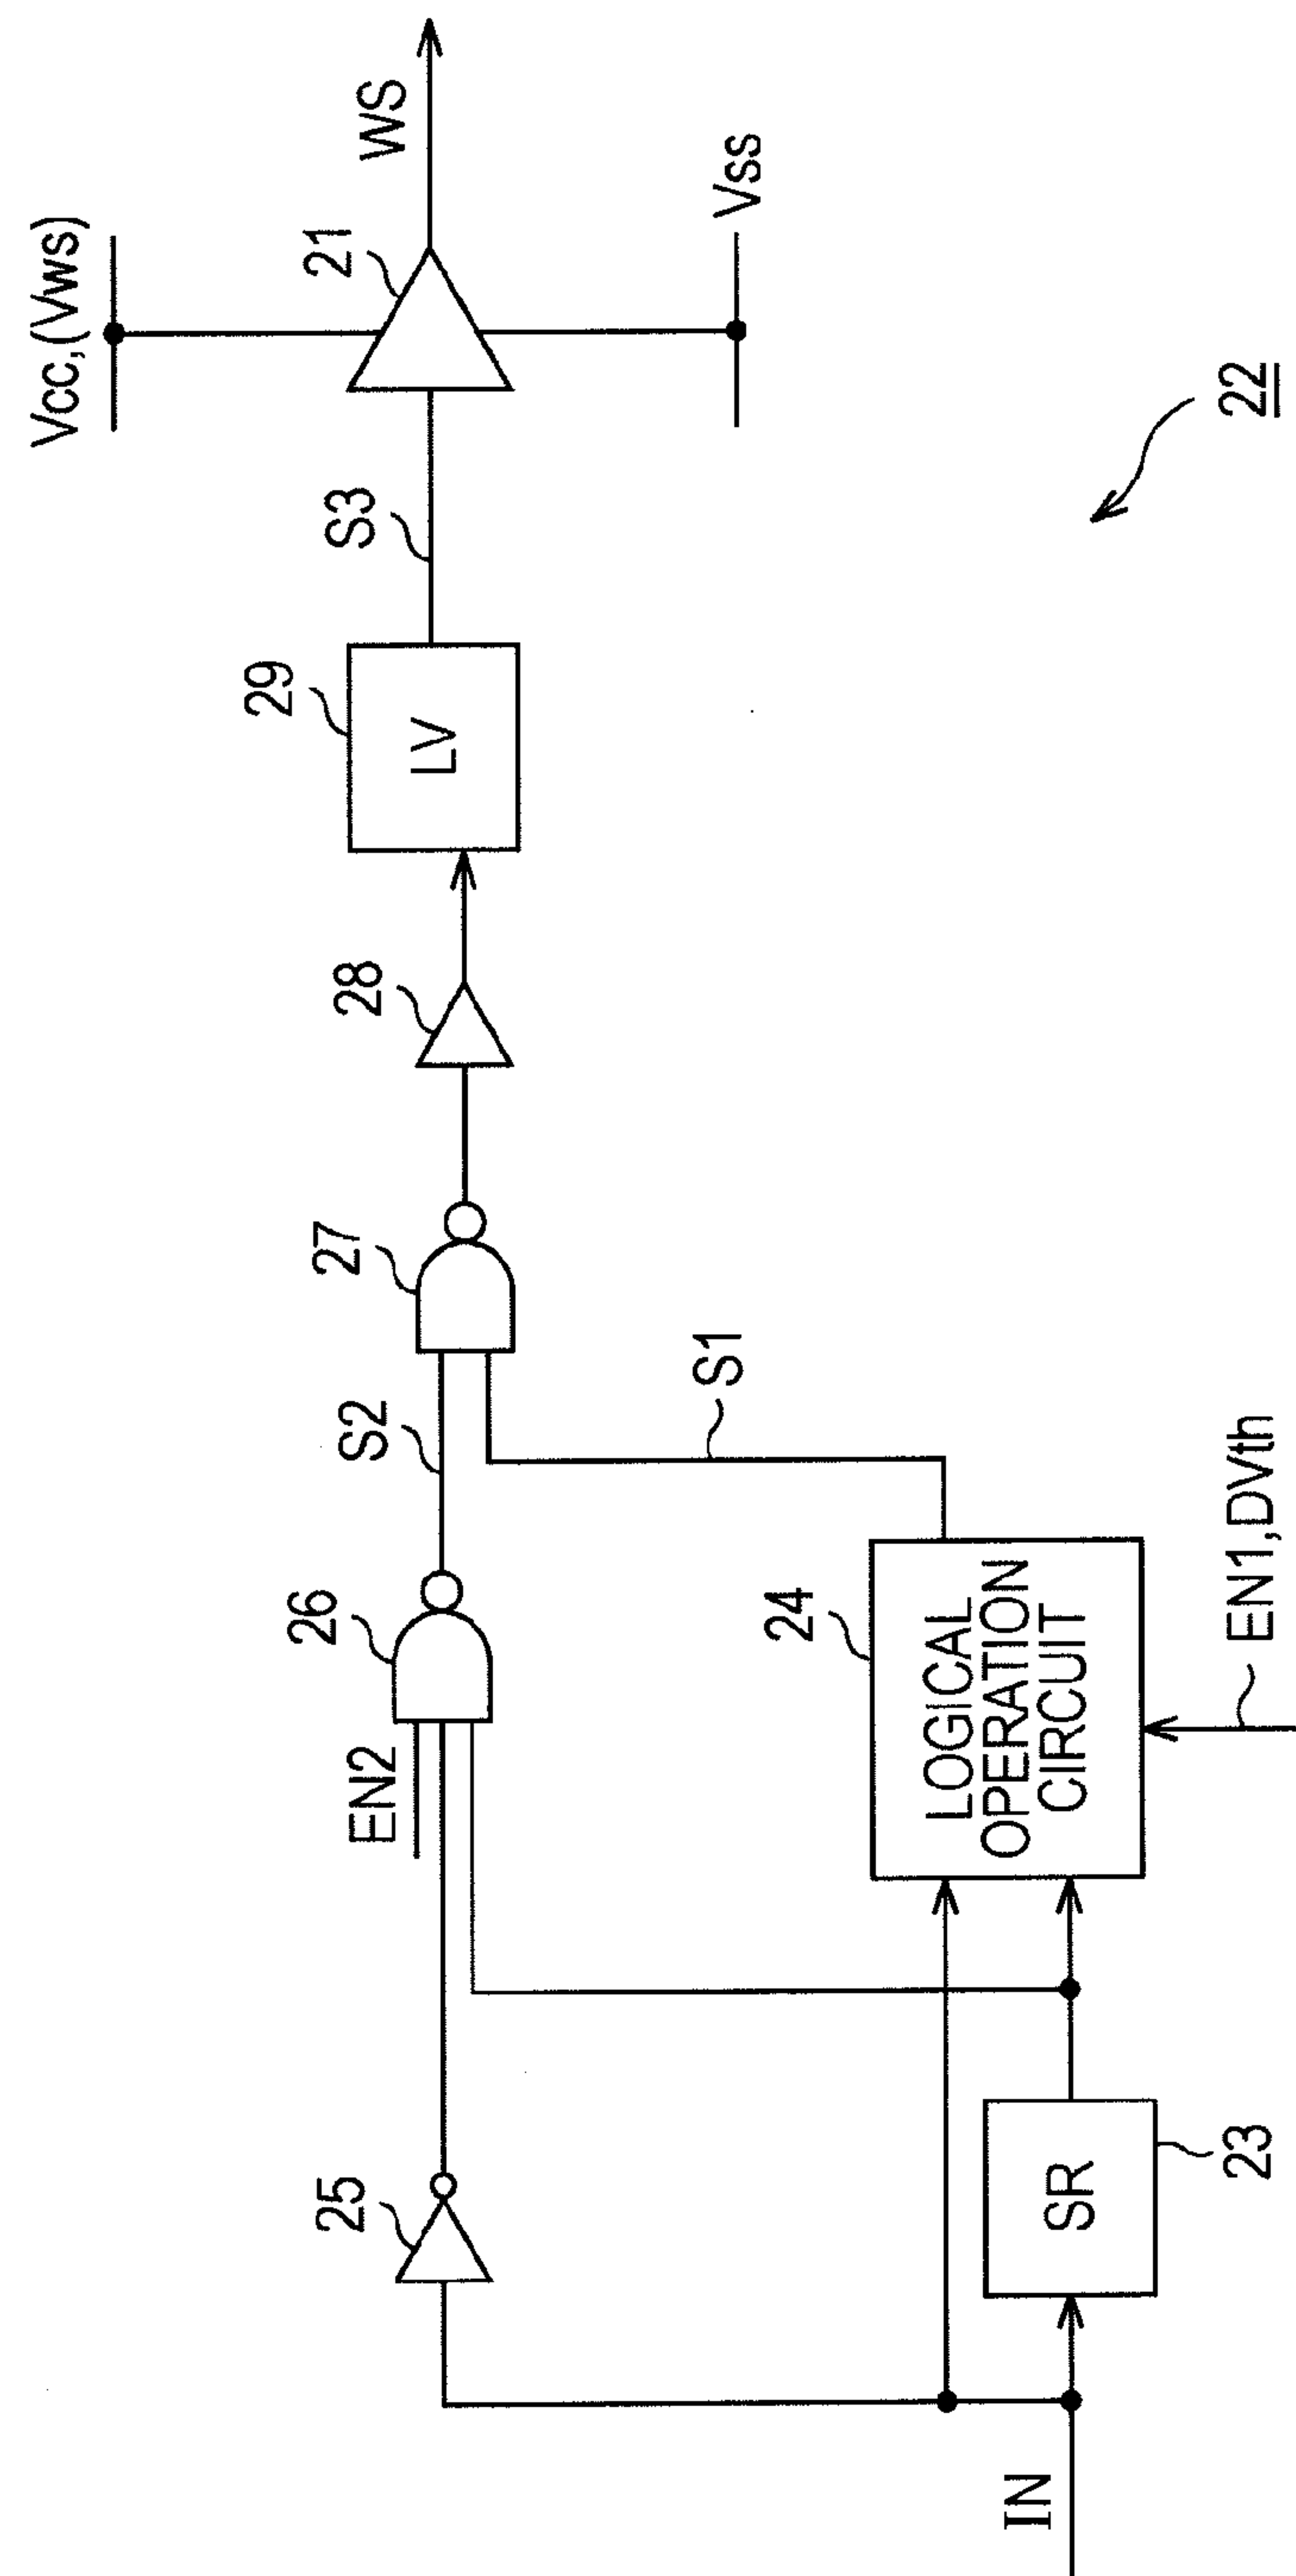 Vcc,(Vws)
21
WS
S3
29
LV
Vss
22
28
27
S2
S1
26
EN2
24
LOGICAL
OPERATION
CIRCUIT
EN1,DVth
25
SR
23
IN